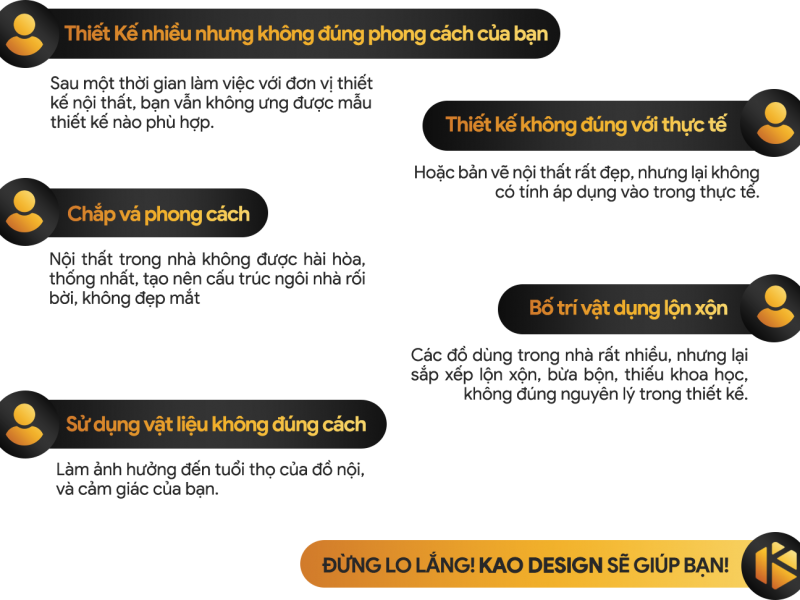 Thiết Kế nhiều nhưng không đúng phong cách của bạn
Sau một thời gian làm việc với đơn vị thiết
kế nội thất, bạn vẫn không ưng được mẫu
thiết kế nào phù hợp.
Thiết kế không đúng với thực tế
Hoặc bản vẽ nội thất rất đẹp, nhưng lại không
có tính áp dụng vào trong thực tế.
Chắp vá phong cách
Nội thất trong nhà không được hài hòa,
thống nhất, tạo nên cấu trúc ngôi nhà rối
bời, không đẹp mắt
Bố trí vật dụng lộn xộn
Các đồ dùng trong nhà rất nhiều, nhưng lại
sắp xếp lộn xộn, bừa bộn, thiếu khoa học,
không đúng nguyên lý trong thiết kế.
Sử dụng vật liệu không đúng cách
Làm ảnh hưởng đến tuổi thọ của đồ nội,
và cảm giác của bạn.
ĐỪNG LO LẮNG! KAO DESIGN SẼ GIÚP BẠN!